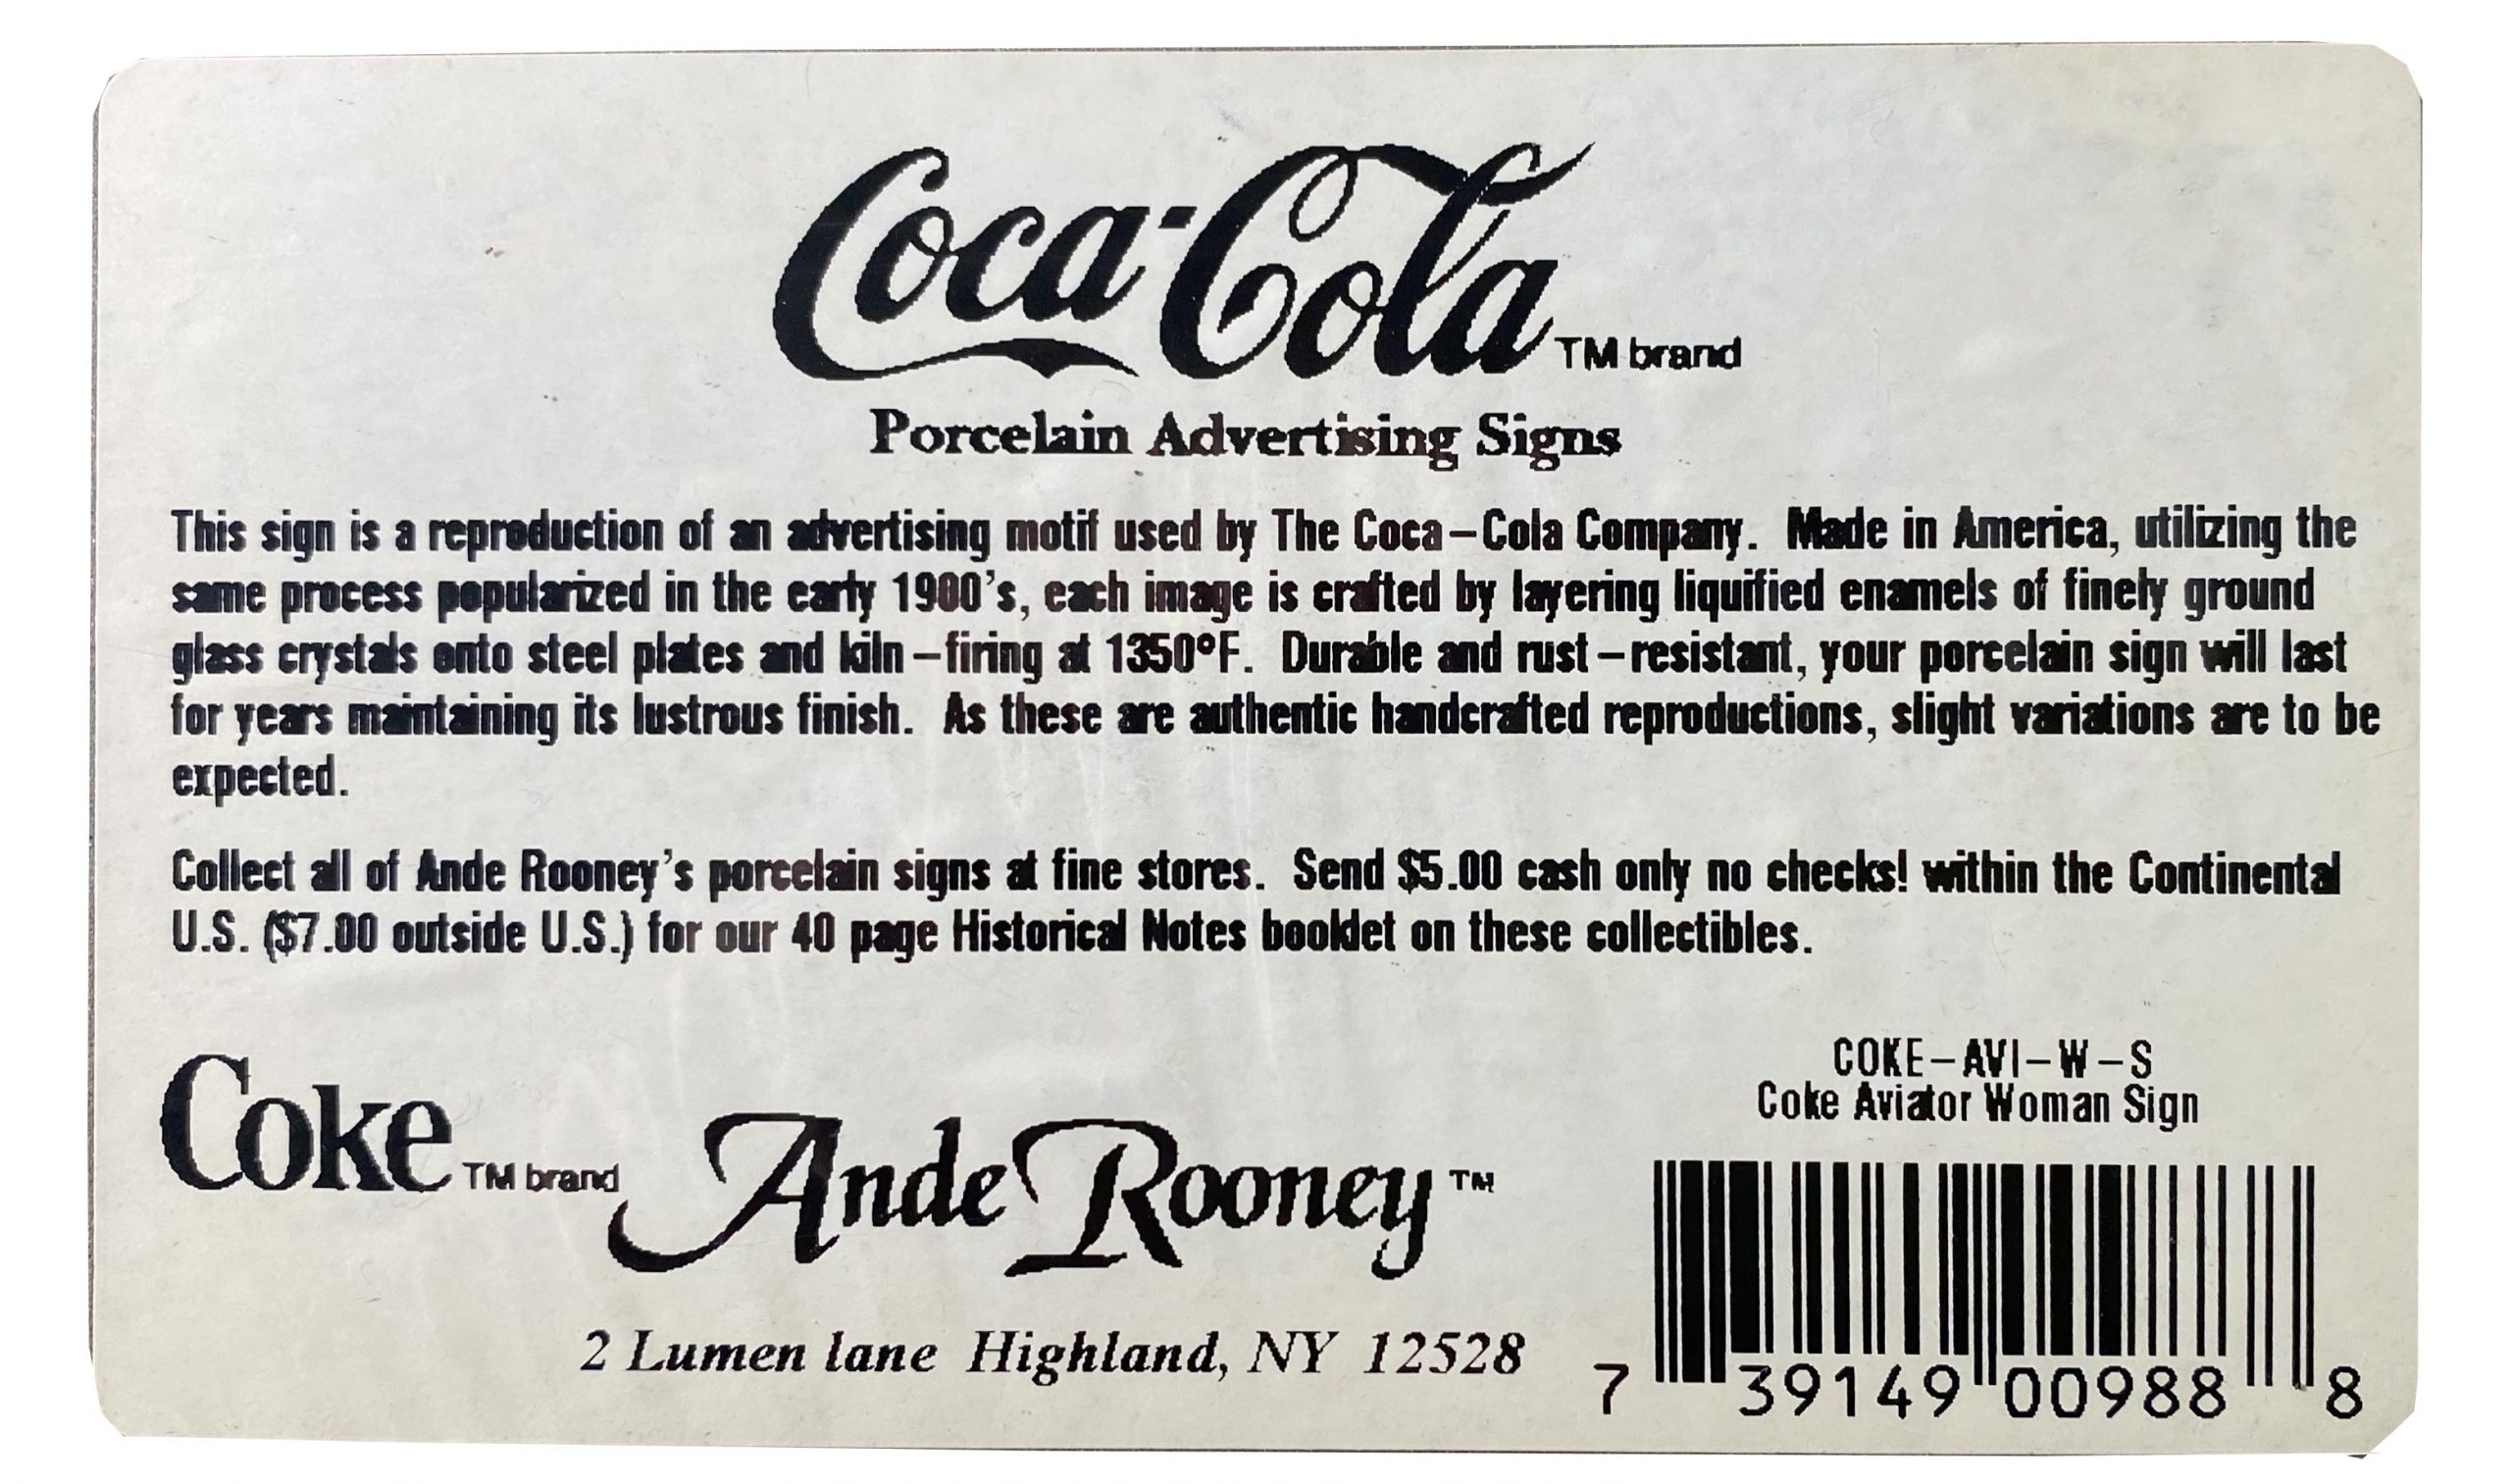 Coca-Cola TM brand
Porcelain Advertising Signs
This sign is a reproduction of an advertising motif used by The Coca-Cola Company. Made in America, utilizing the
same process popularized in the early 1900's, each image is crafted by layering liquified enamels of finely ground
glass crystals onto steel plates and kiln-firing at 1350°F. Durable and rust-resistant, your porcelain sign will last
for years maintaining its lustrous finish. As these are authentic handcrafted reproductions, slight variations are to be
expected.
Collect all of Ande Rooney's porcelain signs at fine stores. Send $5.00 cash only no checks! within the Continental
U.S. ($7.00 outside U.S.) for our 40 page Historical Notes booklet on these collectibles.
COKE-AVI-W-S
Coke Aviator Woman Sign
Coke TM brand Ande Rooney TM
2 Lumen lane Highland, NY 12528
7 39149 00988 8